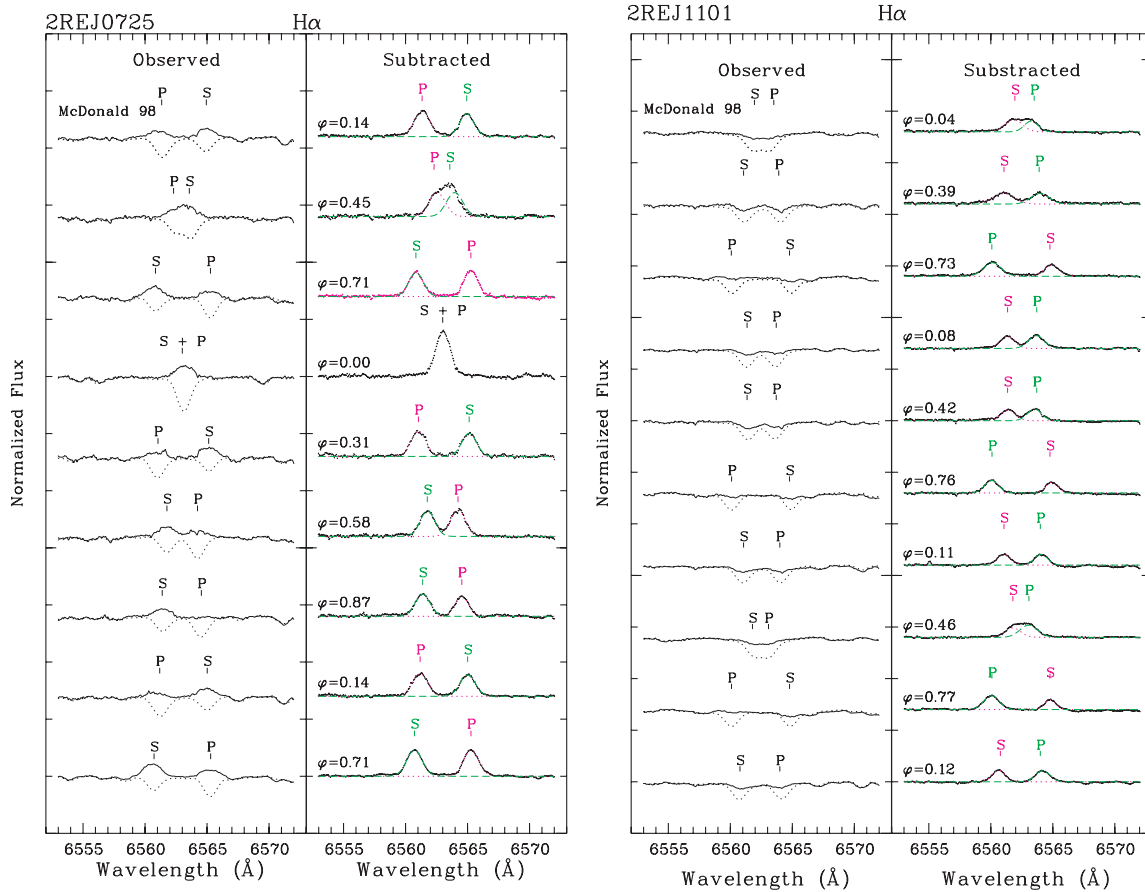 2REJ0725 Hα
Observed Subtracted
McDonald 98
P S P S
φ=0.14
P S P S
φ=0.45
S P S P
φ=0.71
S + P S + P
φ=0.00
P S P S
φ=0.31
S P S P
φ=0.58
S P S P
φ=0.87
P S P S
φ=0.14
S P S P
φ=0.71
Normalized Flux
6555 6560 6565 6570 6555 6560 6565 6570
Wavelength (Å) Wavelength (Å)
2REJ1101 Hα
Observed Substracted
McDonald 98
S P S P
φ=0.04
S P S P
φ=0.39
P S P S
φ=0.73
S P S P
φ=0.08
S P S P
φ=0.42
P S P S
φ=0.76
S P S P
φ=0.11
S P S P
φ=0.46
P S P S
φ=0.77
S P S P
φ=0.12
Normalized Flux
6555 6560 6565 6570 6555 6560 6565 6570
Wavelength (Å) Wavelength (Å)